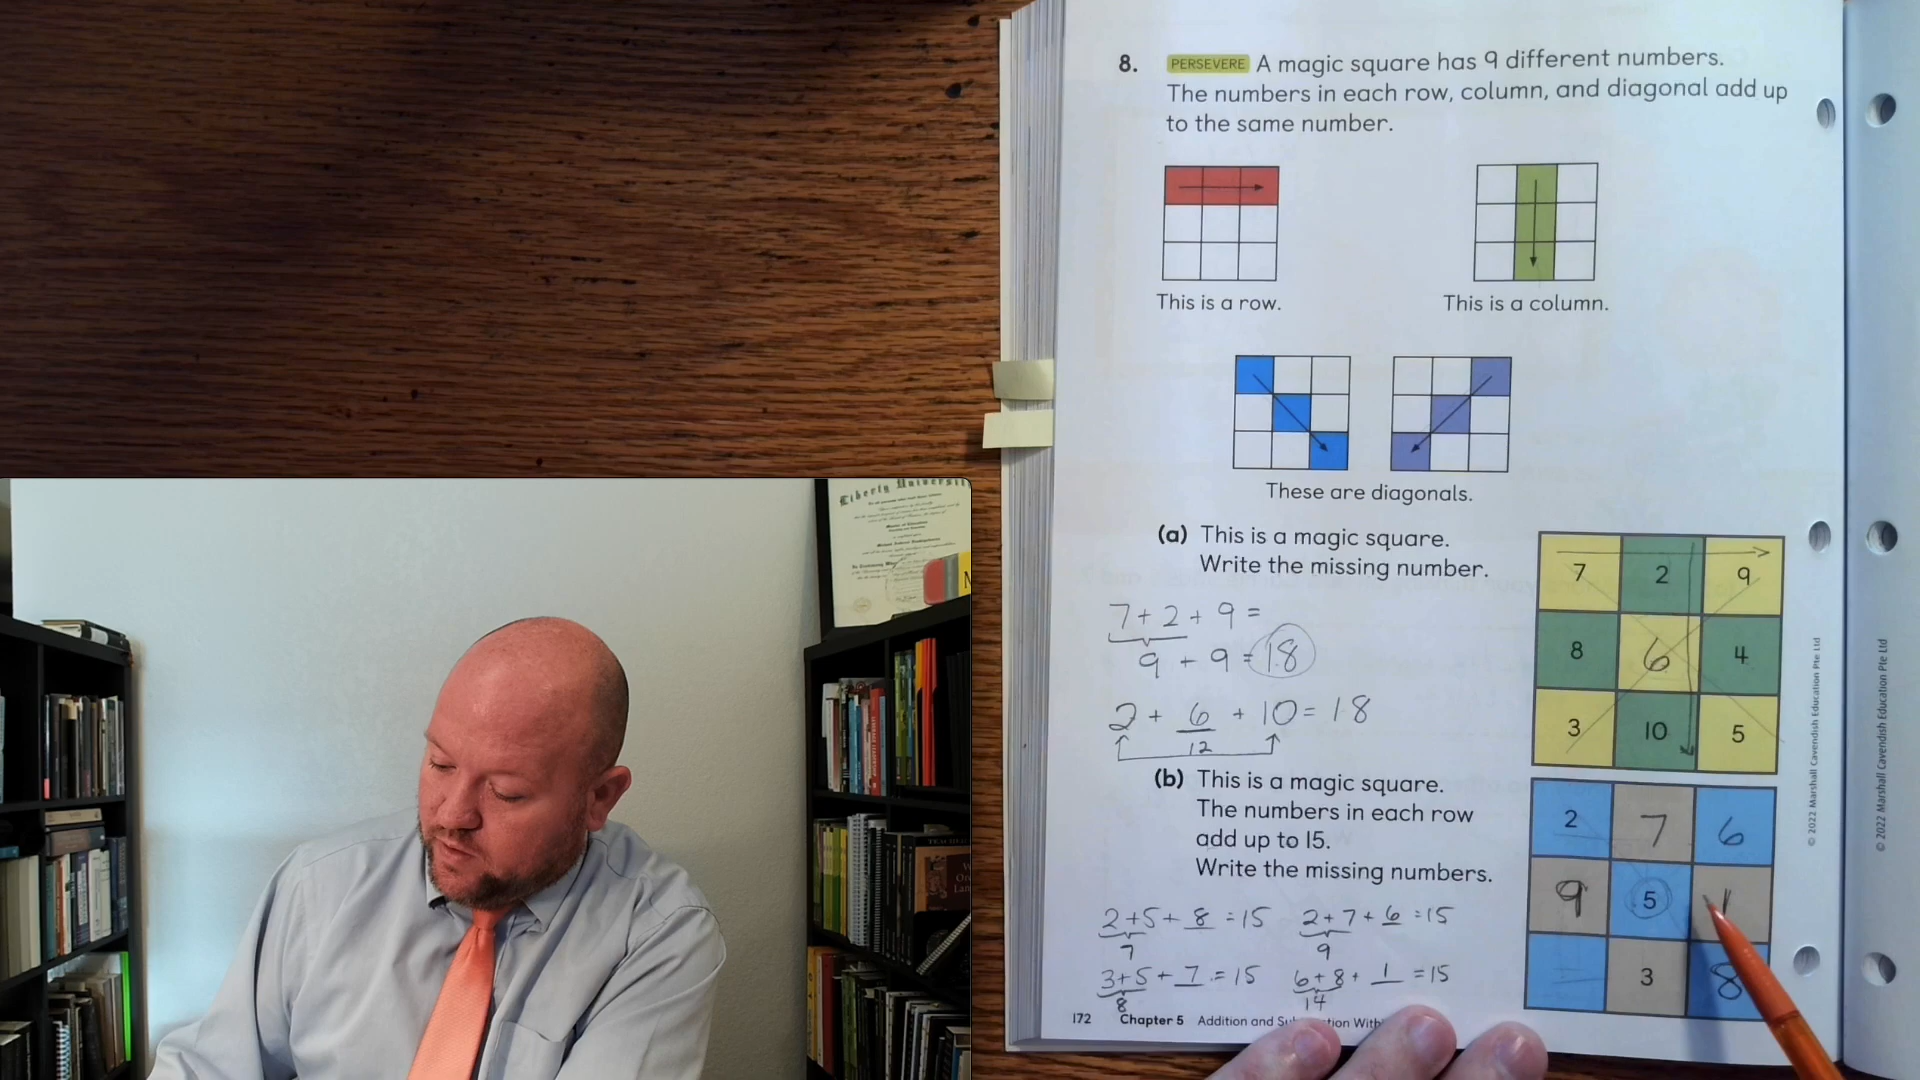 8. PERSEVERE A magic square has 9 different numbers.
The numbers in each row, column, and diagonal add up
to the same number.
This is a row.
This is a column.
These are diagonals.
(a) This is a magic square.
Write the missing number.
7 2 9
8 6 4
3 10 5
7 + 2 + 9 =
9 + 9 = 18
2 + 6 + 10 = 18
12
(b) This is a magic square.
The numbers in each row
add up to 15.
Write the missing numbers.
2 7 6
9 5 1
3 8
2 + 5 + 8 = 15
7
2 + 7 + 6 = 15
9
3 + 5 + 7 = 15
8
6 + 8 + 1 = 15
14
172 Chapter 5 Addition and
© 2022 Marshall Cavendish Education Pte Ltd
© 2022 Marshall Cavendish Education Pte Ltd
Liberty University